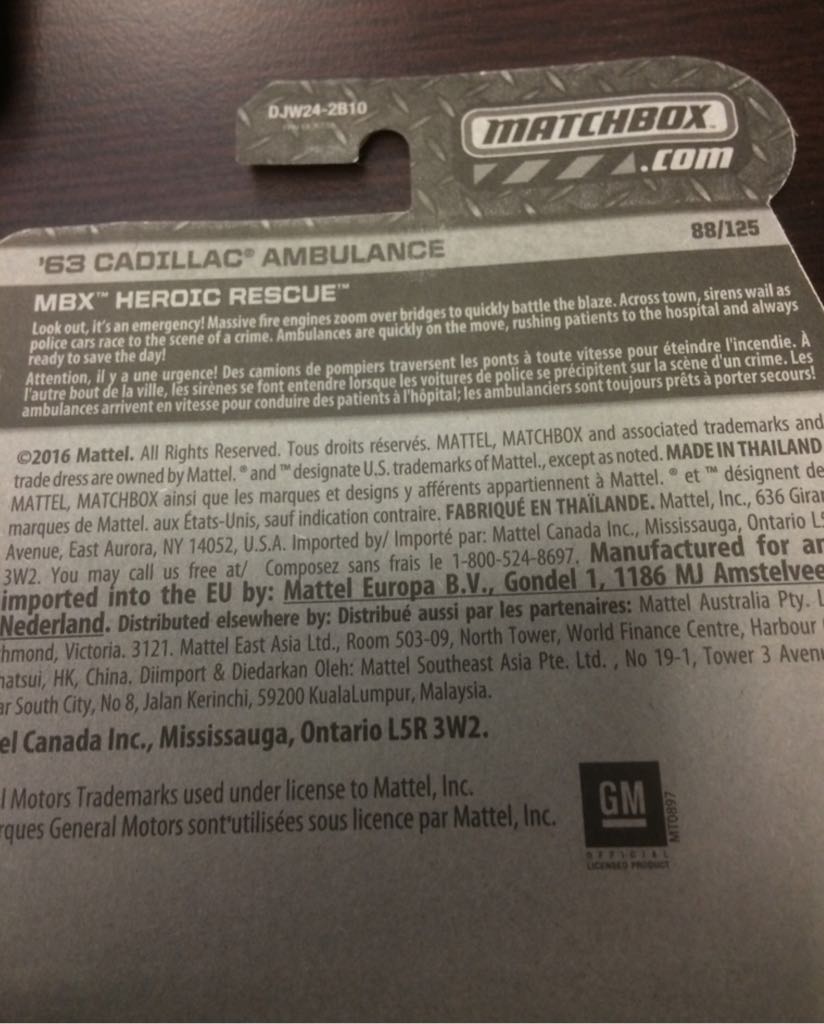 DJW24-2B10
MATCHBOX™
.com
88/125
'63 CADILLAC® AMBULANCE
MBX™ HEROIC RESCUE™
Look out, it's an emergency! Massive fire engines zoom over bridges to quickly battle the blaze. Across town, sirens wail as
police cars race to the scene of a crime. Ambulances are quickly on the move, rushing patients to the hospital and always
ready to save the day!
Attention, il y a une urgence! Des camions de pompiers traversent les ponts à toute vitesse pour éteindre l'incendie. À
l'autre bout de la ville, les sirènes se font entendre lorsque les voitures de police se précipitent sur la scène d'un crime. Les
ambulances arrivent en vitesse pour conduire des patients à l'hôpital; les ambulanciers sont toujours prêts à porter secours!
©2016 Mattel. All Rights Reserved. Tous droits réservés. MATTEL, MATCHBOX and associated trademarks and
trade dress are owned by Mattel. ® and ™ designate U.S. trademarks of Mattel., except as noted. MADE IN THAILAND
MATTEL, MATCHBOX ainsi que les marques et designs y afférents appartiennent à Mattel. ® et ™ désignent de
marques de Mattel. aux États-Unis, sauf indication contraire. FABRIQUÉ EN THAÏLANDE. Mattel, Inc., 636 Girar
Avenue, East Aurora, NY 14052, U.S.A. Imported by/ Importé par: Mattel Canada Inc., Mississauga, Ontario L5
3W2. You may call us free at/ Composez sans frais le 1-800-524-8697. Manufactured for an
imported into the EU by: Mattel Europa B.V., Gondel 1, 1186 MJ Amstelvee
Nederland. Distributed elsewhere by: Distribué aussi par les partenaires: Mattel Australia Pty. L
hmond, Victoria. 3121. Mattel East Asia Ltd., Room 503-09, North Tower, World Finance Centre, Harbour
hatsui, HK, China. Diimport & Diedarkan Oleh: Mattel Southeast Asia Pte. Ltd. , No 19-1, Tower 3 Aven
ar South City, No 8, Jalan Kerinchi, 59200 KualaLumpur, Malaysia.
el Canada Inc., Mississauga, Ontario L5R 3W2.
l Motors Trademarks used under license to Mattel, Inc.
rques General Motors sont utilisées sous licence par Mattel, Inc.
GM
MT0897
OFFICIAL
LICENSED PRODUCT